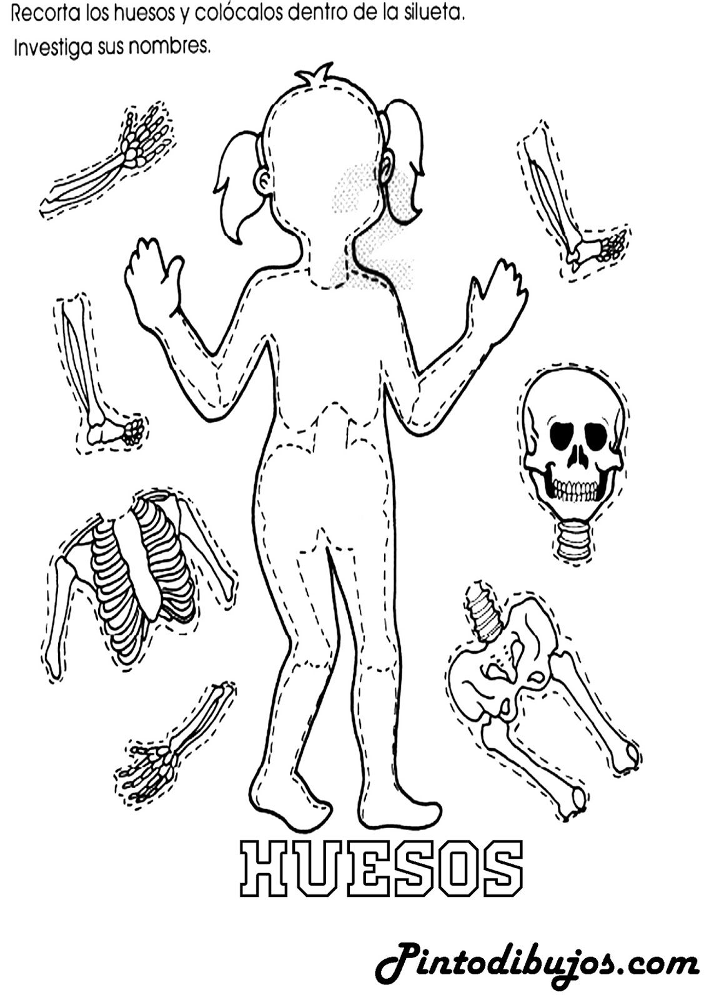 Recorta los huesos y colócalos dentro de la silueta.
Investiga sus nombres.
HUESOS
Pintodibujos.com